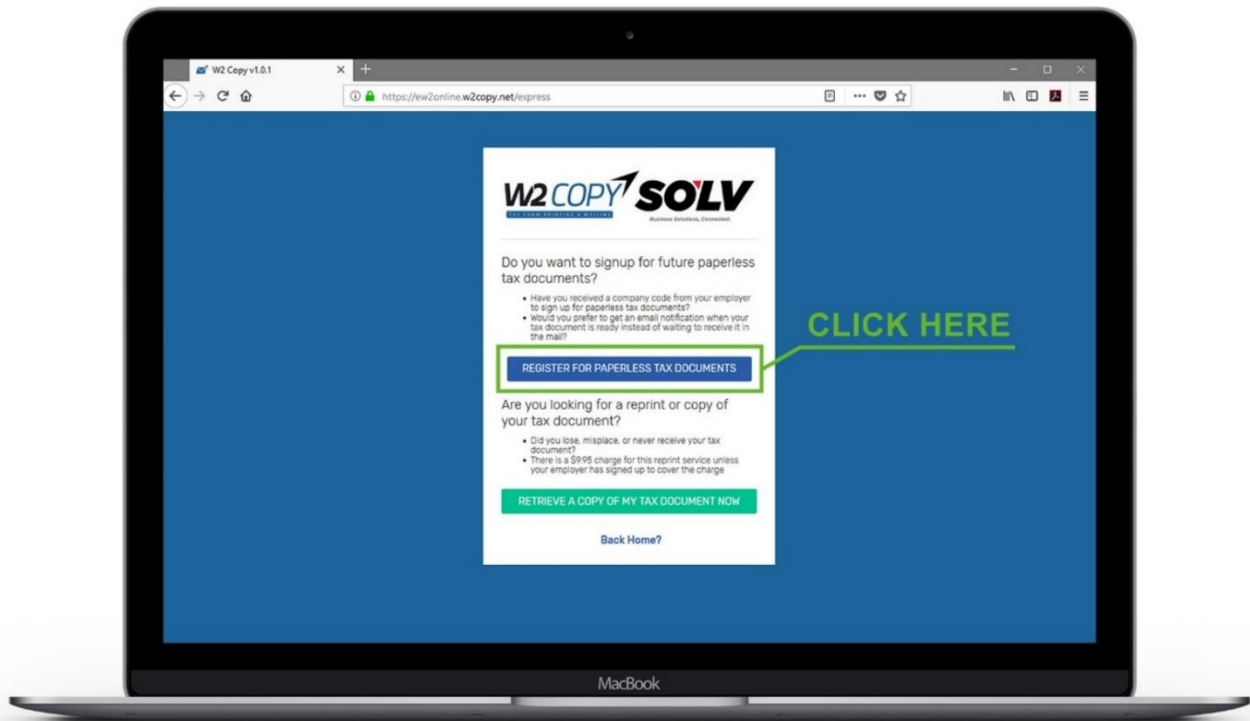 W2 Copy v1.0.1
https://ew2online.w2copy.net/express
W2 COPY SOLV
TAX FORM PRINTING & MAILING
Business Solutions, Connected.
Do you want to signup for future paperless
tax documents?
• Have you received a company code from your employer
to sign up for paperless tax documents?
• Would you prefer to get an email notification when your
tax document is ready instead of waiting to receive it in
the mail?
CLICK HERE
REGISTER FOR PAPERLESS TAX DOCUMENTS
Are you looking for a reprint or copy of
your tax document?
• Did you lose, misplace, or never receive your tax
document?
• There is a $9.95 charge for this reprint service unless
your employer has signed up to cover the charge
RETRIEVE A COPY OF MY TAX DOCUMENT NOW
Back Home?
MacBook